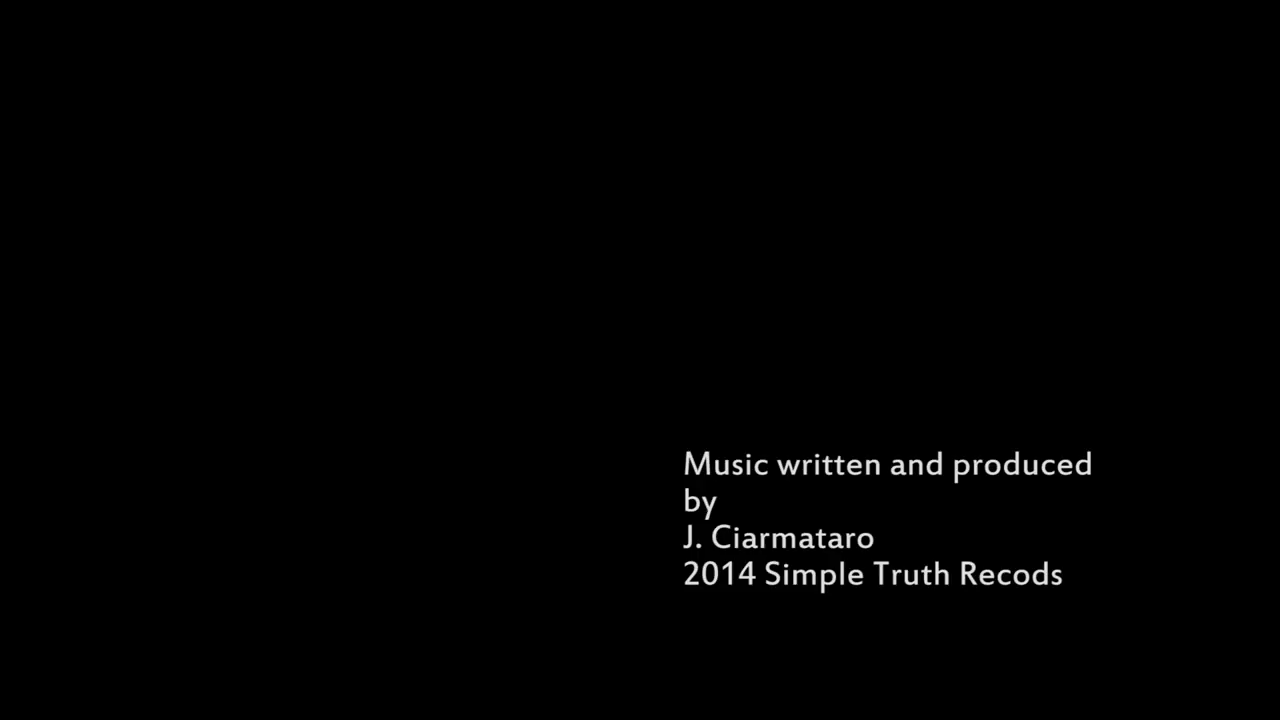 Music written and produced
by
J. Ciarmataro
2014 Simple Truth Recods